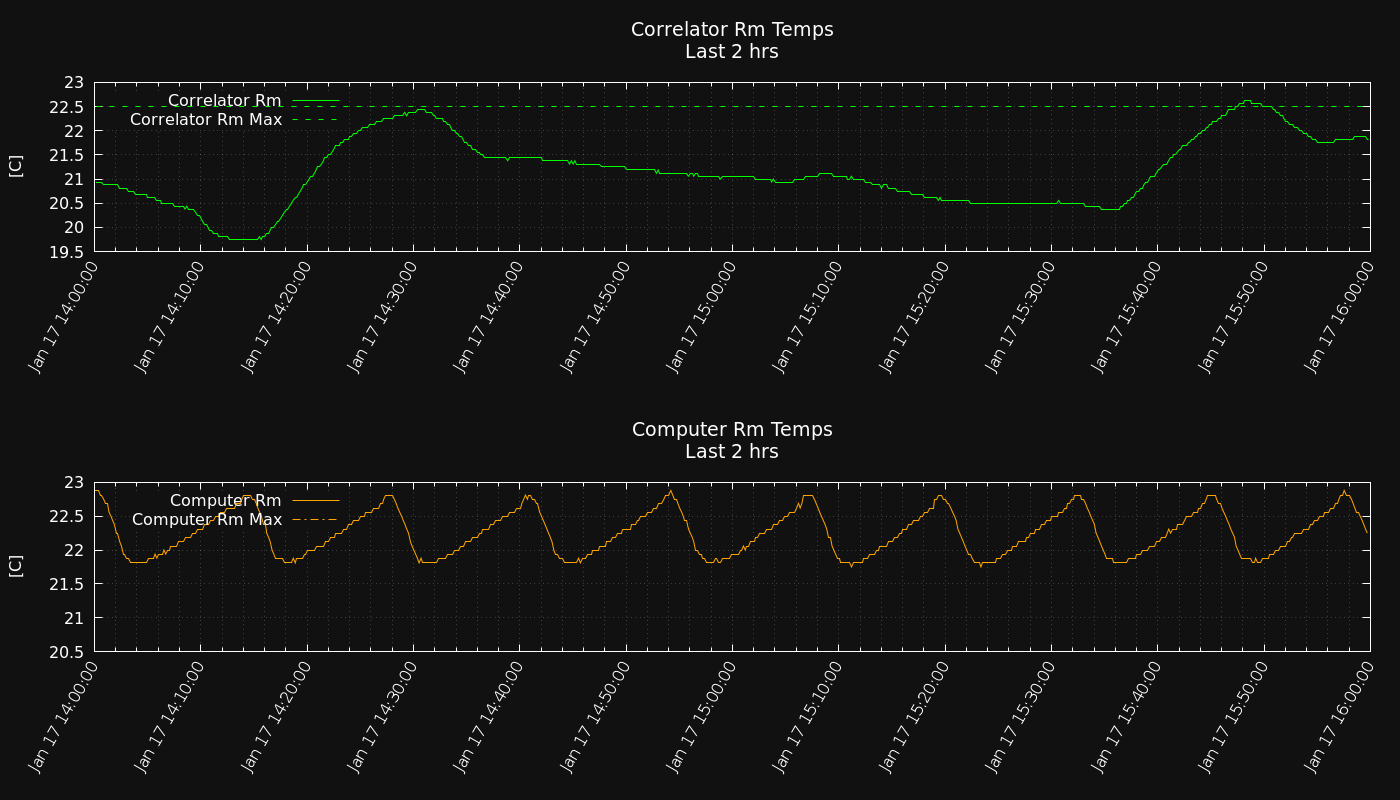 Correlator Rm Temps
Last 2 hrs
23
22.5
22
21.5
21
20.5
20
19.5
[C]
Correlator Rm
Correlator Rm Max
Jan 17 14:00:00
Jan 17 14:10:00
Jan 17 14:20:00
Jan 17 14:30:00
Jan 17 14:40:00
Jan 17 14:50:00
Jan 17 15:00:00
Jan 17 15:10:00
Jan 17 15:20:00
Jan 17 15:30:00
Jan 17 15:40:00
Jan 17 15:50:00
Jan 17 16:00:00
Computer Rm Temps
Last 2 hrs
23
22.5
22
21.5
21
20.5
[C]
Computer Rm
Computer Rm Max
Jan 17 14:00:00
Jan 17 14:10:00
Jan 17 14:20:00
Jan 17 14:30:00
Jan 17 14:40:00
Jan 17 14:50:00
Jan 17 15:00:00
Jan 17 15:10:00
Jan 17 15:20:00
Jan 17 15:30:00
Jan 17 15:40:00
Jan 17 15:50:00
Jan 17 16:00:00